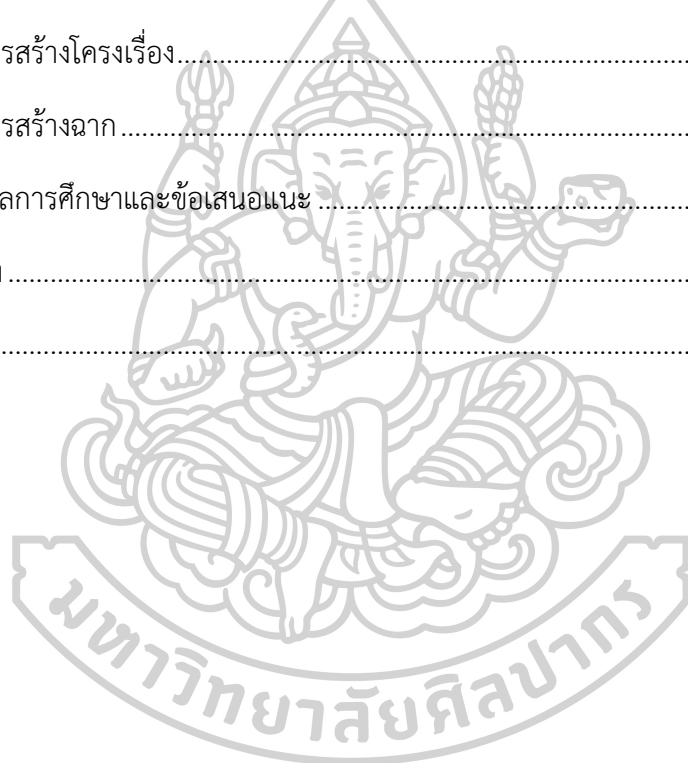 รสร้างโครงเรื่อง
รสร้างฉาก
ลการศึกษาและข้อเสนอแนะ
มหาวิทยาลัยศิลปากร